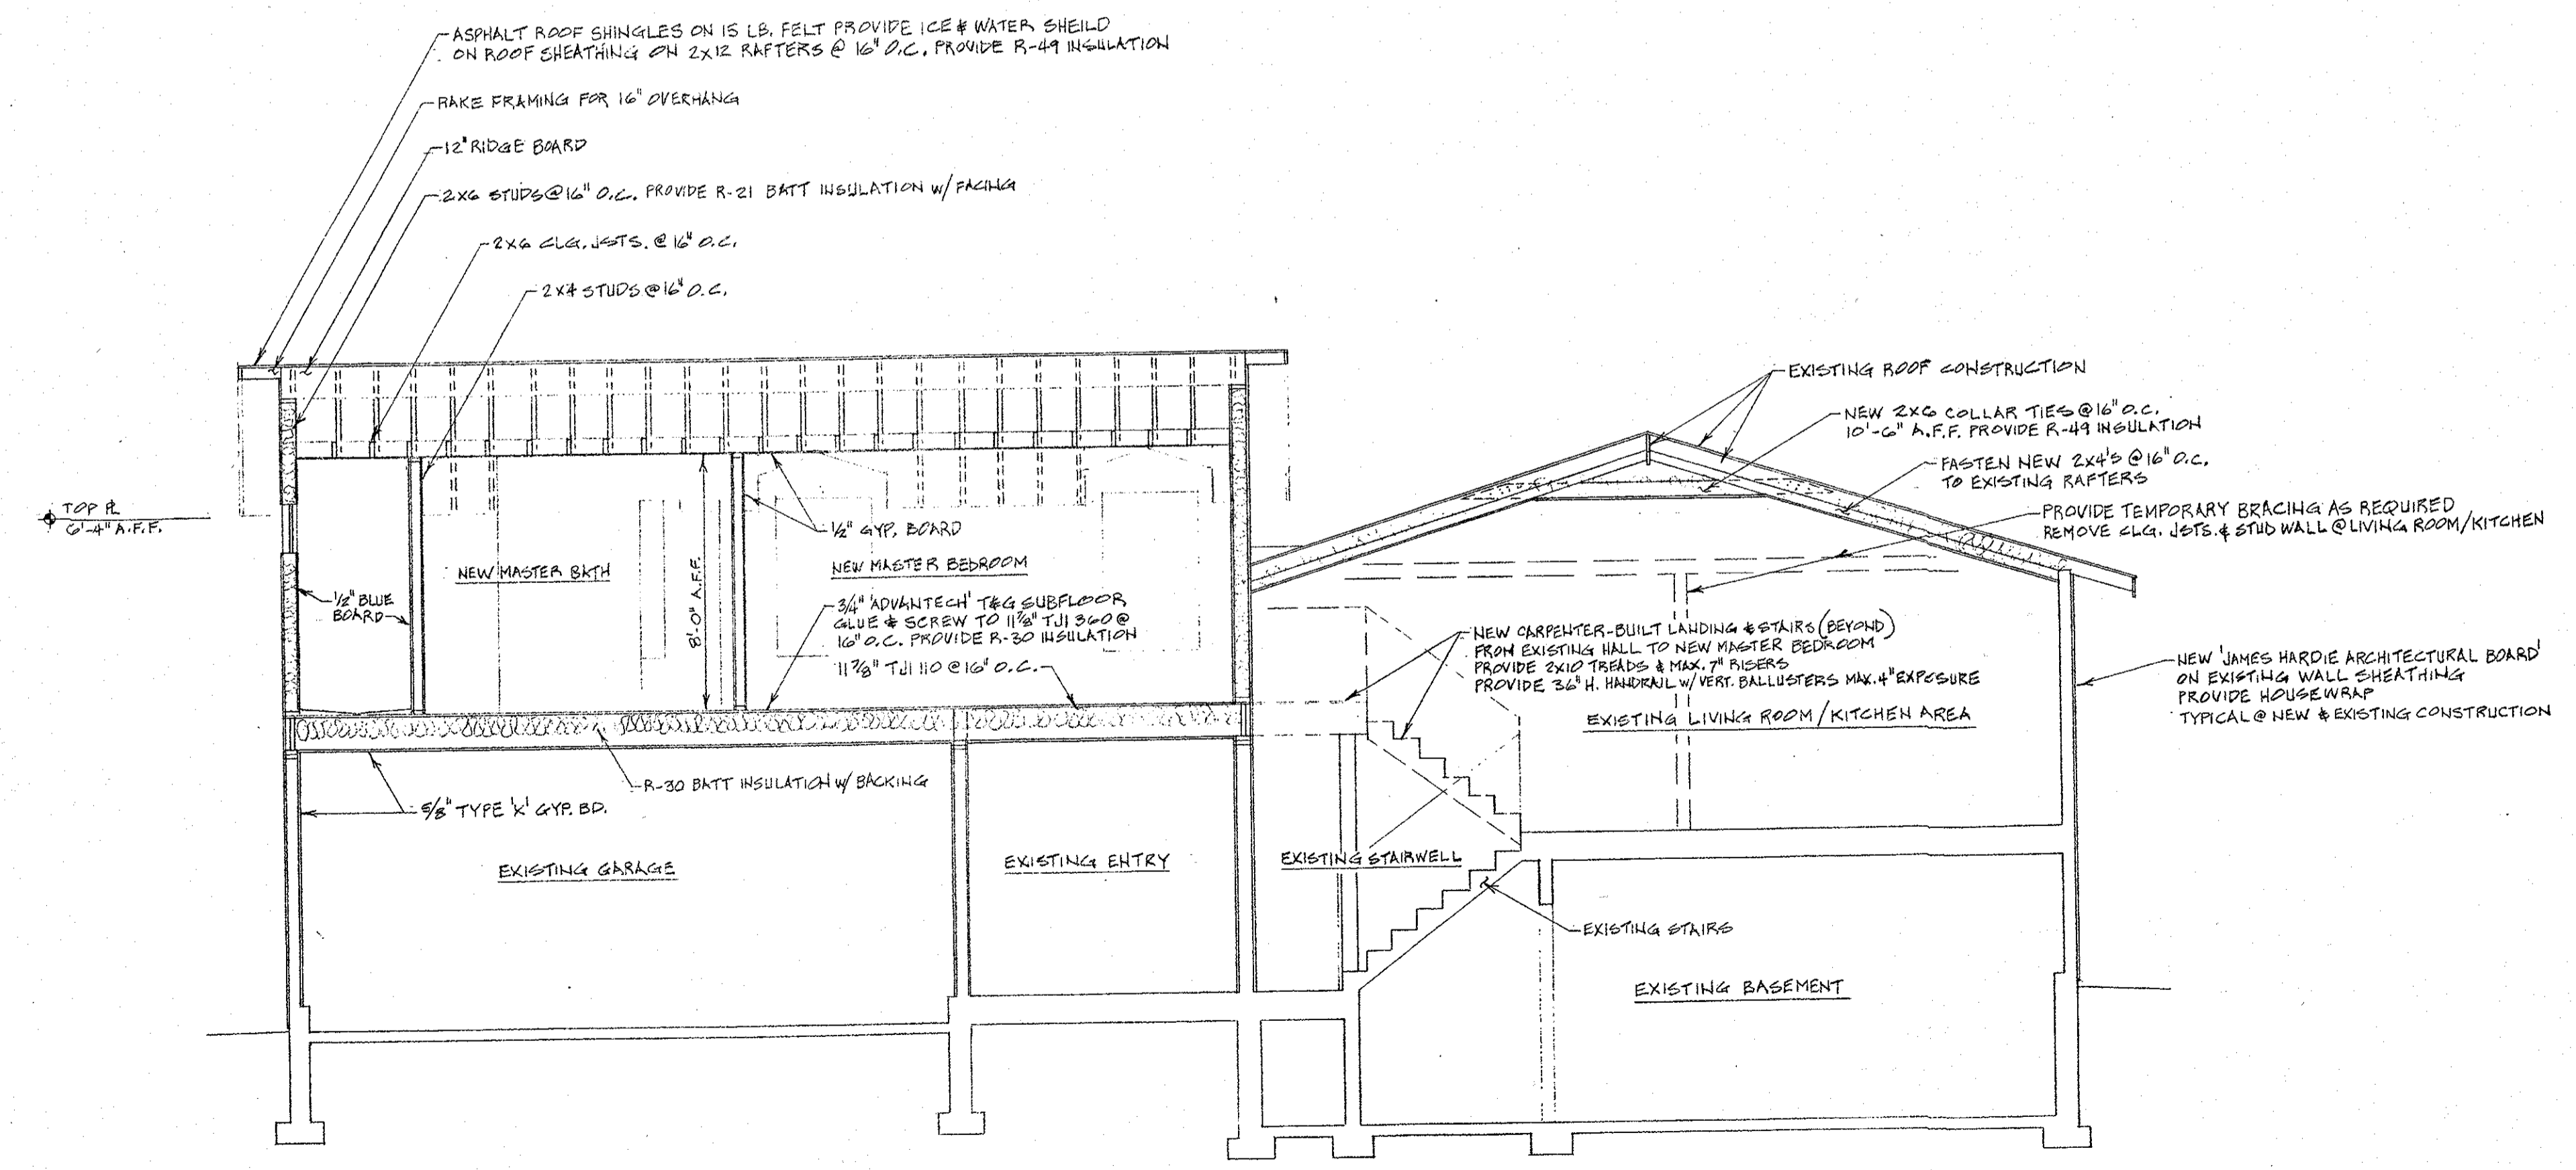 ASPHALT ROOF SHINGLES ON 15 LB. FELT PROVIDE ICE & WATER SHEILD
ON ROOF SHEATHING ON 2X12 RAFTERS @ 16" O.C. PROVIDE R-49 INSULATION
RAKE FRAMING FOR 16" OVERHANG
12" RIDGE BOARD
2X6 STUDS @ 16" O.C. PROVIDE R-21 BATT INSULATION W/ FACING
2X6 CLG. JSTS. @ 16" O.C.
2X4 STUDS @ 16" O.C.
TOP PL
6'-4" A.F.F.
1/2" BLUE
BOARD
NEW MASTER BATH
8'-0" A.F.F.
1/2" GYP. BOARD
NEW MASTER BEDROOM
3/4" 'ADVANTECH' T&G SUBFLOOR
GLUE & SCREW TO 11 7/8" TJI 360 @
16" O.C. PROVIDE R-30 INSULATION
11 7/8" TJI 110 @ 16" O.C.
R-30 BATT INSULATION W/ BACKING
5/8" TYPE 'X' GYP. BD.
EXISTING GARAGE
EXISTING ENTRY
EXISTING STAIRWELL
EXISTING ROOF CONSTRUCTION
NEW 2X6 COLLAR TIES @ 16" O.C.
10'-6" A.F.F. PROVIDE R-49 INSULATION
FASTEN NEW 2X4'S @ 16" O.C.
TO EXISTING RAFTERS
PROVIDE TEMPORARY BRACING AS REQUIRED
REMOVE CLG. JSTS. & STUD WALL @ LIVING ROOM/KITCHEN
NEW CARPENTER-BUILT LANDING & STAIRS (BEYOND)
FROM EXISTING HALL TO NEW MASTER BEDROOM
PROVIDE 2X10 TREADS & MAX. 7" RISERS
PROVIDE 36" H. HANDRAIL W/ VERT. BALLUSTERS MAX. 4" EXPOSURE
EXISTING LIVING ROOM/KITCHEN AREA
NEW 'JAMES HARDIE ARCHITECTURAL BOARD'
ON EXISTING WALL SHEATHING
PROVIDE HOUSEWRAP
TYPICAL @ NEW & EXISTING CONSTRUCTION
EXISTING STAIRS
EXISTING BASEMENT